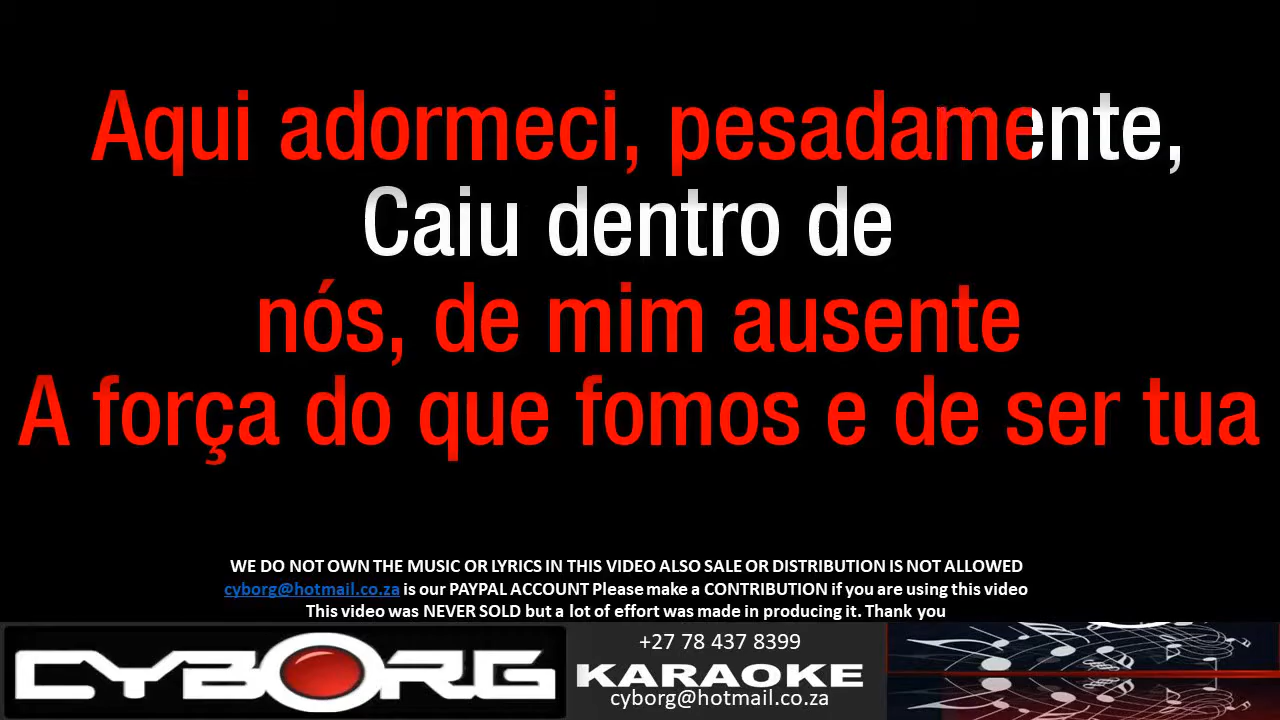 Aqui adormeci, pesadamente,
Caiu dentro de
nós, de mim ausente
A força do que fomos e de ser tua
WE DO NOT OWN THE MUSIC OR LYRICS IN THIS VIDEO ALSO SALE OR DISTRIBUTION IS NOT ALLOWED
cyborg@hotmail.co.za is our PAYPAL ACCOUNT Please make a CONTRIBUTION if you are using this video
This video was NEVER SOLD but a lot of effort was made in producing it. Thank you
CYBORG
+27 78 437 8399
KARAOKE
cyborg@hotmail.co.za